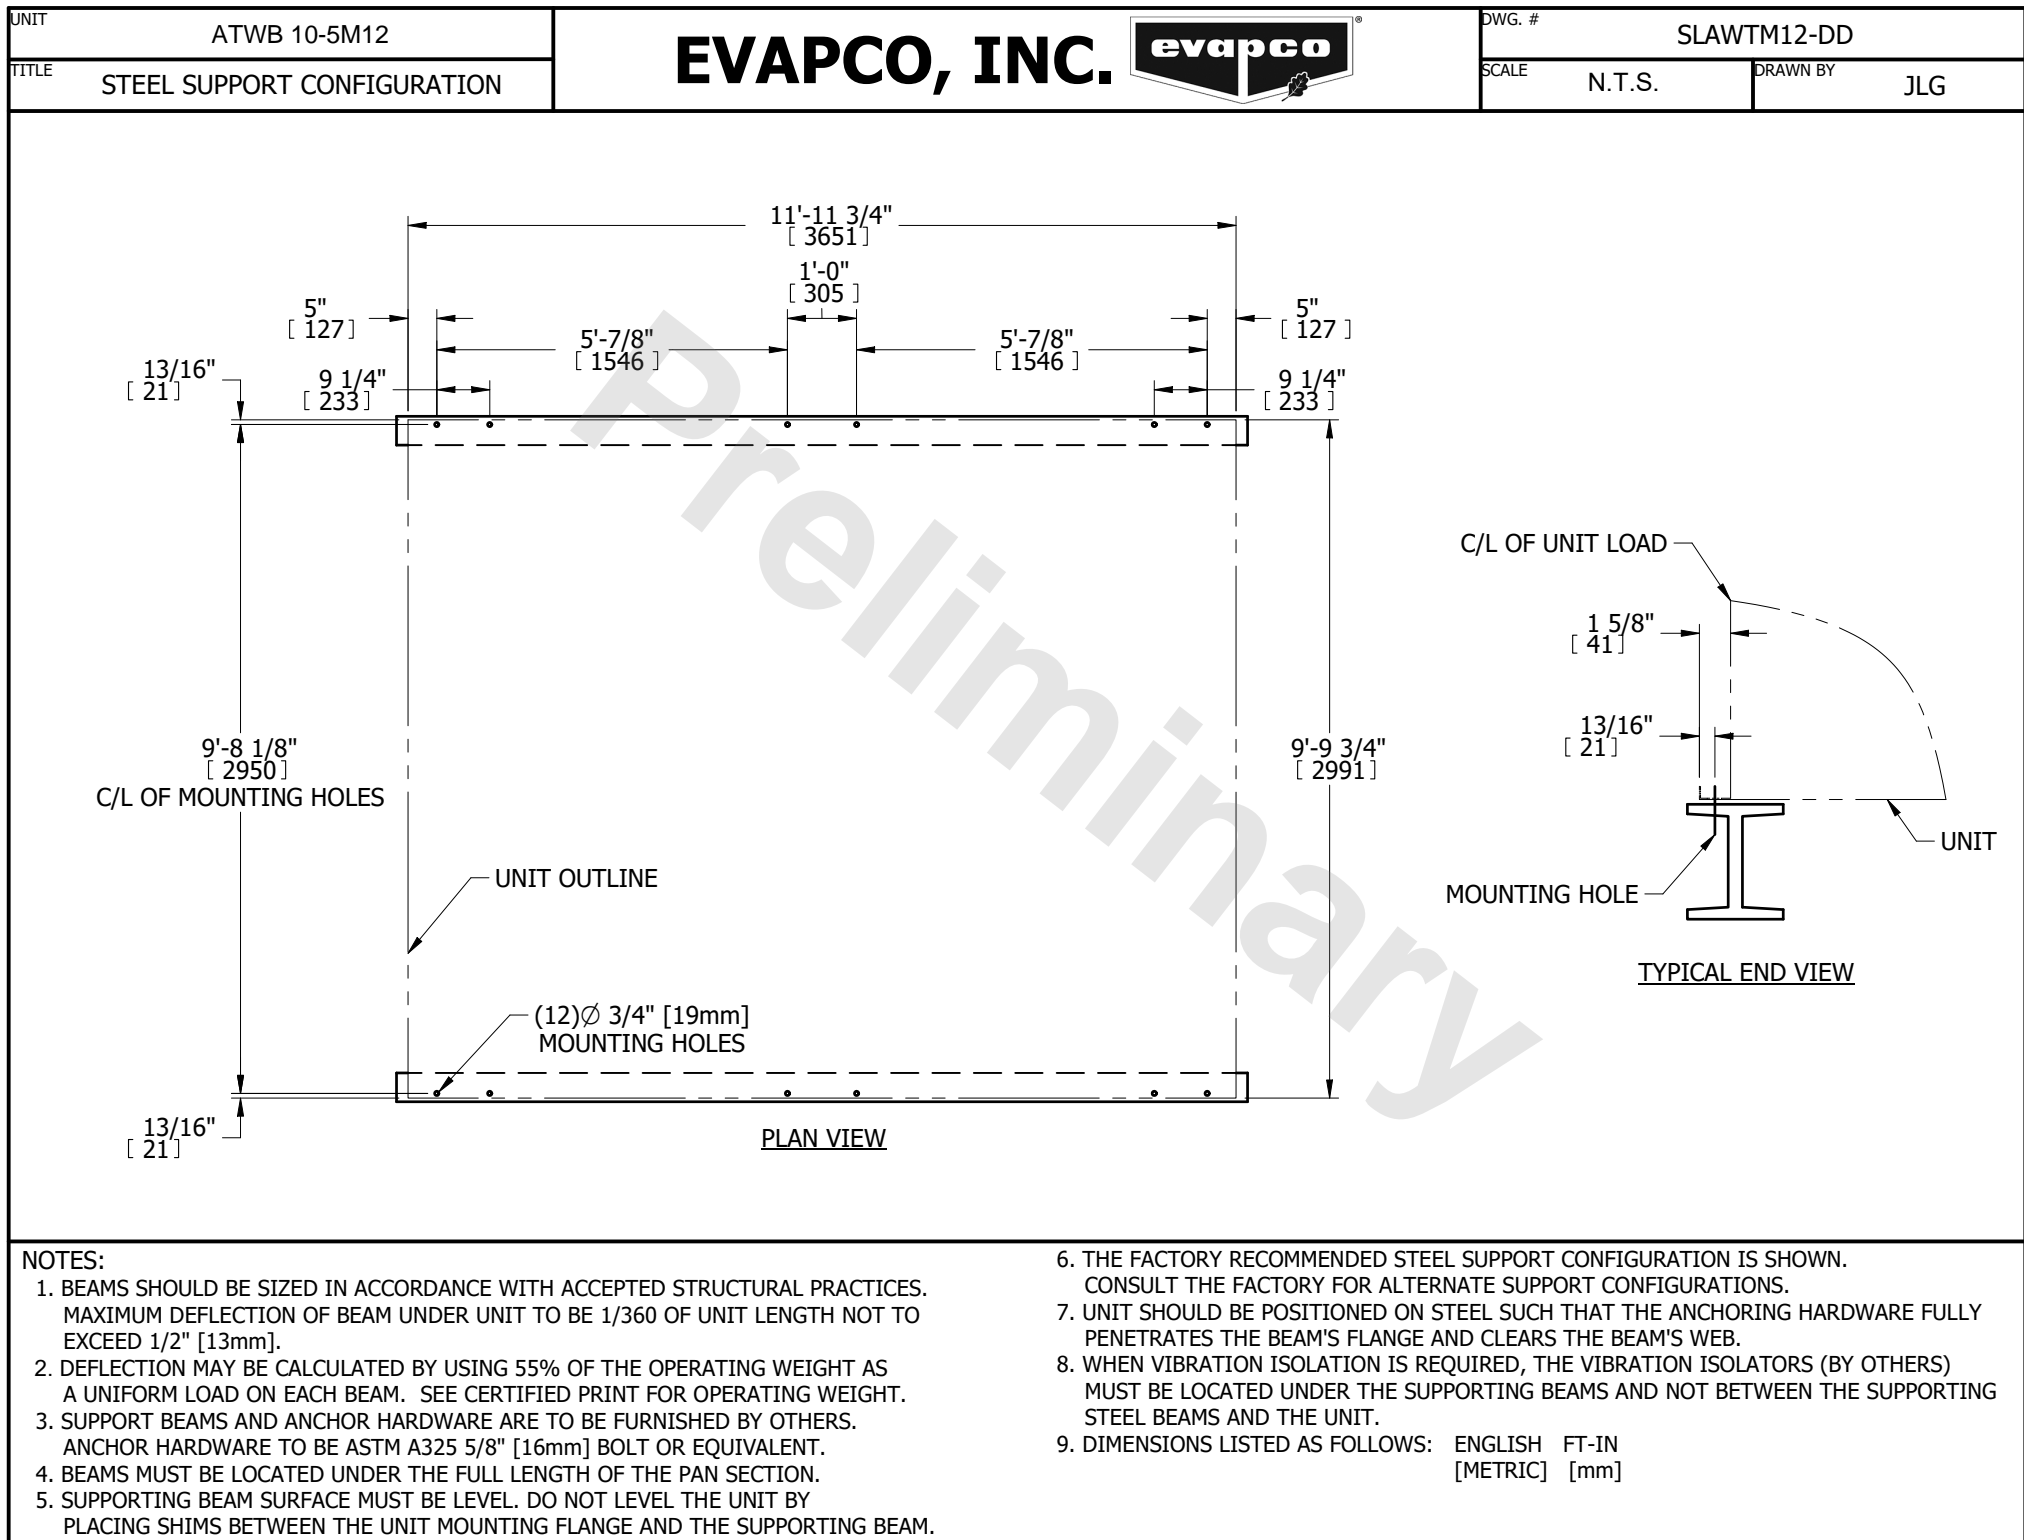 UNIT
ATWB 10-5M12
TITLE
STEEL SUPPORT CONFIGURATION
EVAPCO, INC.
evapco
®
DWG. #
SLAWTM12-DD
SCALE
N.T.S.
DRAWN BY
JLG
11'-11 3/4"
[ 3651]
1'-0"
[ 305 ]
5"
[ 127]
5"
[ 127 ]
5'-7/8"
[ 1546 ]
5'-7/8"
[ 1546 ]
13/16"
[ 21]
9 1/4"
[ 233]
9 1/4"
[ 233 ]
Preliminary
C/L OF UNIT LOAD
1 5/8"
[ 41]
13/16"
[ 21]
9'-8 1/8"
[ 2950]
C/L OF MOUNTING HOLES
9'-9 3/4"
[ 2991]
UNIT
UNIT OUTLINE
MOUNTING HOLE
TYPICAL END VIEW
(12)∅ 3/4" [19mm]
MOUNTING HOLES
13/16"
[ 21]
PLAN VIEW
NOTES:
1. BEAMS SHOULD BE SIZED IN ACCORDANCE WITH ACCEPTED STRUCTURAL PRACTICES.
MAXIMUM DEFLECTION OF BEAM UNDER UNIT TO BE 1/360 OF UNIT LENGTH NOT TO
EXCEED 1/2" [13mm].
2. DEFLECTION MAY BE CALCULATED BY USING 55% OF THE OPERATING WEIGHT AS
A UNIFORM LOAD ON EACH BEAM. SEE CERTIFIED PRINT FOR OPERATING WEIGHT.
3. SUPPORT BEAMS AND ANCHOR HARDWARE ARE TO BE FURNISHED BY OTHERS.
ANCHOR HARDWARE TO BE ASTM A325 5/8" [16mm] BOLT OR EQUIVALENT.
4. BEAMS MUST BE LOCATED UNDER THE FULL LENGTH OF THE PAN SECTION.
5. SUPPORTING BEAM SURFACE MUST BE LEVEL. DO NOT LEVEL THE UNIT BY
PLACING SHIMS BETWEEN THE UNIT MOUNTING FLANGE AND THE SUPPORTING BEAM.
6. THE FACTORY RECOMMENDED STEEL SUPPORT CONFIGURATION IS SHOWN.
CONSULT THE FACTORY FOR ALTERNATE SUPPORT CONFIGURATIONS.
7. UNIT SHOULD BE POSITIONED ON STEEL SUCH THAT THE ANCHORING HARDWARE FULLY
PENETRATES THE BEAM'S FLANGE AND CLEARS THE BEAM'S WEB.
8. WHEN VIBRATION ISOLATION IS REQUIRED, THE VIBRATION ISOLATORS (BY OTHERS)
MUST BE LOCATED UNDER THE SUPPORTING BEAMS AND NOT BETWEEN THE SUPPORTING
STEEL BEAMS AND THE UNIT.
9. DIMENSIONS LISTED AS FOLLOWS: ENGLISH FT-IN
[METRIC] [mm]